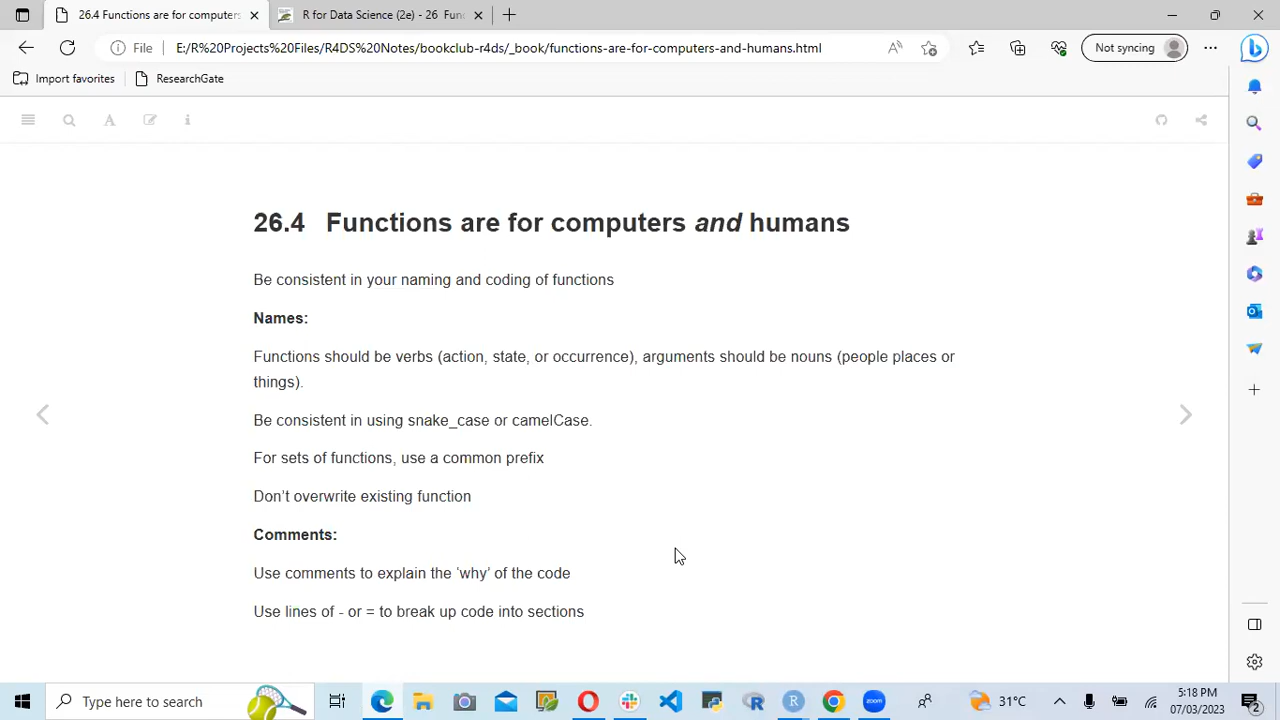 26.4 Functions are for computers
R for Data Science (2e) - 26 Func
File
E:/R%20Projects%20Files/R4DS%20Notes/bookclub-r4ds/_book/functions-are-for-computers-and-humans.html
Not syncing
Import favorites
ResearchGate
26.4 Functions are for computers and humans
Be consistent in your naming and coding of functions
Names:
Functions should be verbs (action, state, or occurrence), arguments should be nouns (people places or
things).
Be consistent in using snake_case or camelCase.
For sets of functions, use a common prefix
Don't overwrite existing function
Comments:
Use comments to explain the 'why' of the code
Use lines of - or = to break up code into sections
Type here to search
zoom
31°C
5:18 PM
07/03/2023
2